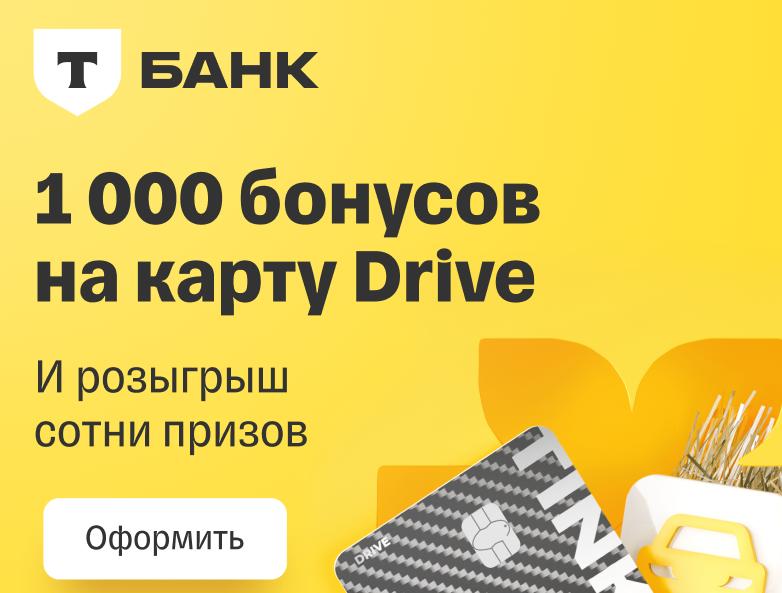 Т БАНК
1 000 бонусов
на карту Drive
И розыгрыш
сотни призов
Оформить
DRIVE
TINK